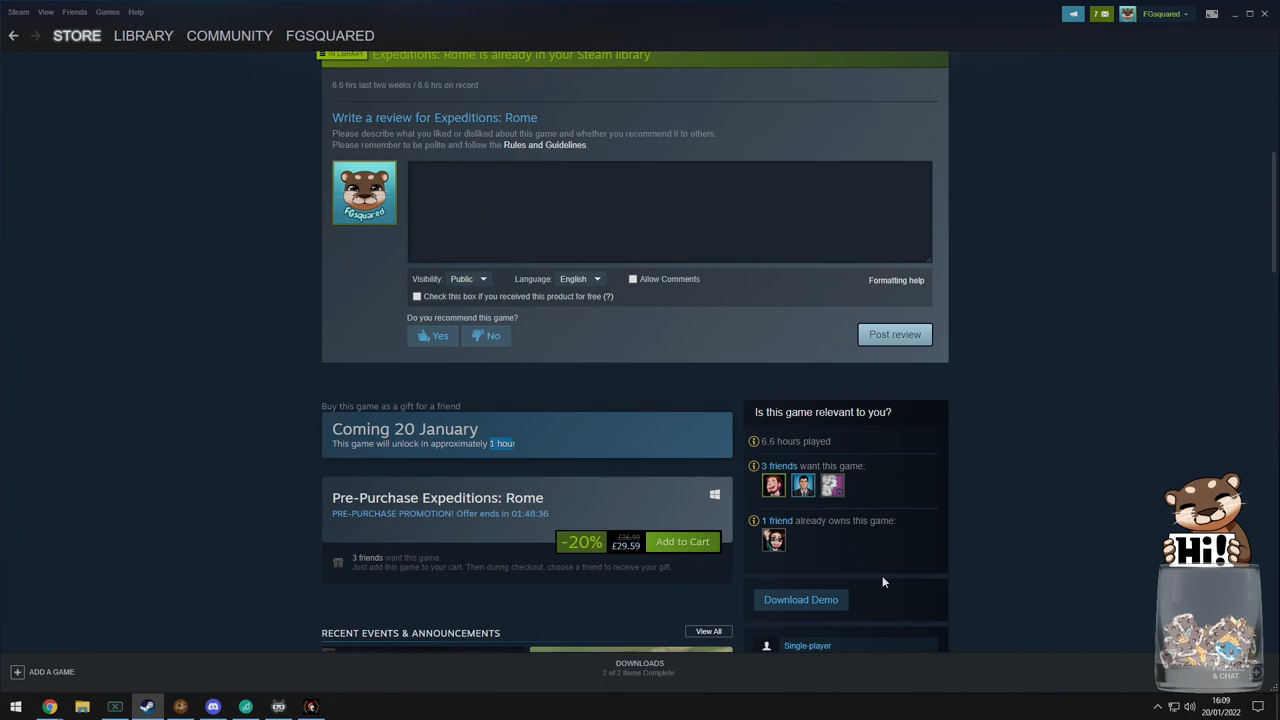 Steam View Friends Games Help
7
FGsquared
STORE LIBRARY COMMUNITY FGSQUARED
IN LIBRARY
Expeditions: Rome is already in your Steam library
6.6 hrs last two weeks / 6.6 hrs on record
Write a review for Expeditions: Rome
Please describe what you liked or disliked about this game and whether you recommend it to others.
Please remember to be polite and follow the Rules and Guidelines.
FGsquared
Visibility: Public Language: English Allow Comments Formatting help
Check this box if you received this product for free (?)
Do you recommend this game?
Yes No Post review
Buy this game as a gift for a friend
Coming 20 January
This game will unlock in approximately 1 hour
Is this game relevant to you?
6.6 hours played
3 friends want this game:
1 friend already owns this game:
Pre-Purchase Expeditions: Rome
PRE-PURCHASE PROMOTION! Offer ends in 01:48:36
-20% £36.99 £29.59 Add to Cart
3 friends want this game.
Just add this game to your cart. Then during checkout, choose a friend to receive your gift.
Hi!
Download Demo
RECENT EVENTS & ANNOUNCEMENTS View All
Single-player
ADD A GAME
DOWNLOADS
2 of 2 Items Complete
FRIENDS
& CHAT
16:09
20/01/2022